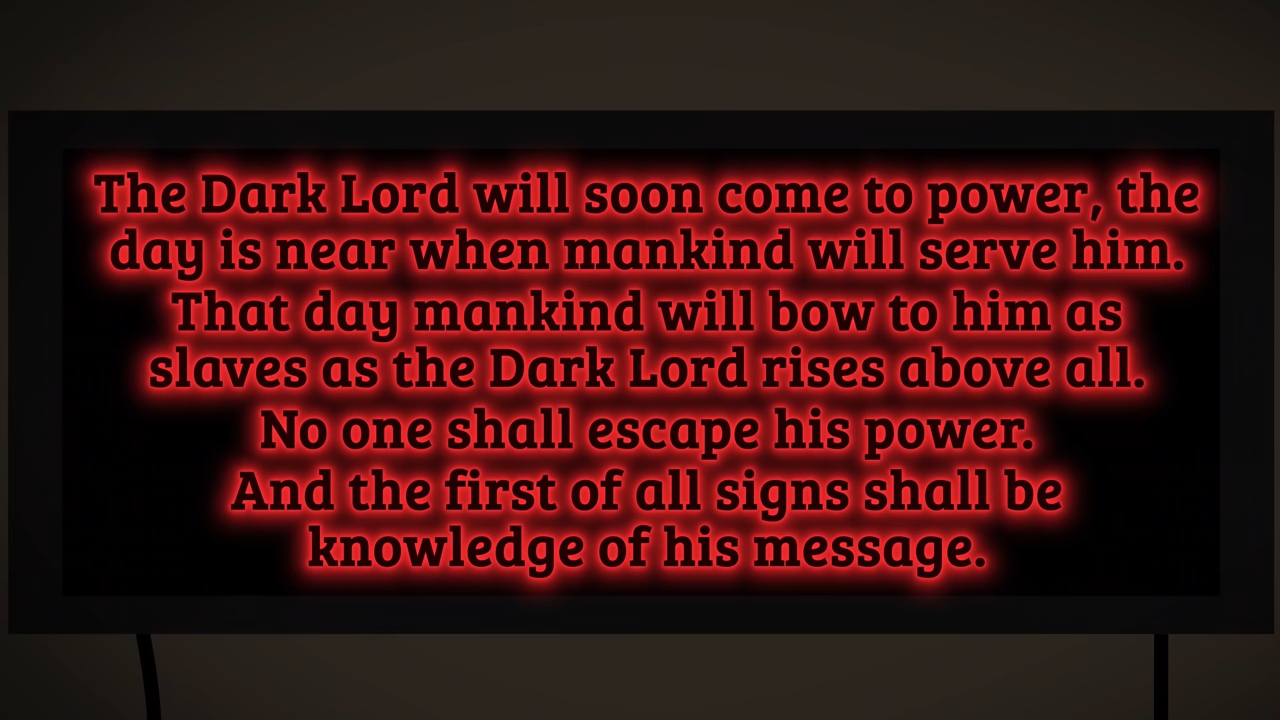 The Dark Lord will soon come to power, the
day is near when mankind will serve him.
That day mankind will bow to him as
slaves as the Dark Lord rises above all.
No one shall escape his power.
And the first of all signs shall be
knowledge of his message.